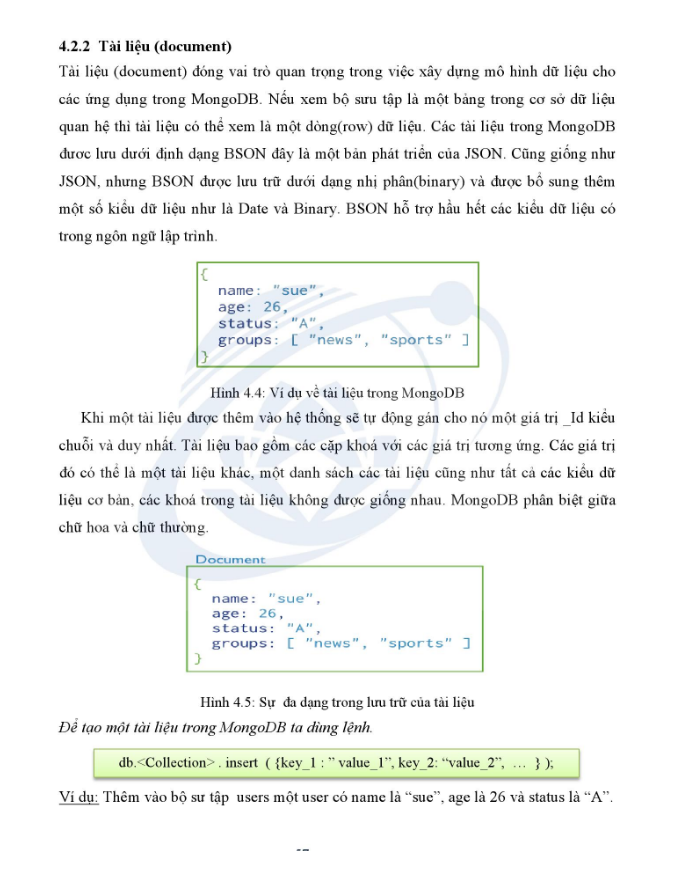 4.2.2 Tài liệu (document)
Tài liệu (document) đóng vai trò quan trọng trong việc xây dựng mô hình dữ liệu cho
các ứng dụng trong MongoDB. Nếu xem bộ sưu tập là một bảng trong cơ sở dữ liệu
quan hệ thì tài liệu có thể xem là một dòng(row) dữ liệu. Các tài liệu trong MongoDB
đươc lưu dưới định dạng BSON đây là một bản phát triển của JSON. Cũng giống như
JSON, nhưng BSON được lưu trữ dưới dạng nhị phân(binary) và được bổ sung thêm
một số kiểu dữ liệu như là Date và Binary. BSON hỗ trợ hầu hết các kiểu dữ liệu có
trong ngôn ngữ lập trình.
{
name: "sue",
age: 26,
status: "A",
groups: [ "news", "sports" ]
}
Hình 4.4: Ví dụ về tài liệu trong MongoDB
Khi một tài liệu được thêm vào hệ thống sẽ tự động gán cho nó một giá trị _Id kiểu
chuỗi và duy nhất. Tài liệu bao gồm các cặp khoá với các giá trị tương ứng. Các giá trị
đó có thể là một tài liệu khác, một danh sách các tài liệu cũng như tất cả các kiểu dữ
liệu cơ bản, các khoá trong tài liệu không được giống nhau. MongoDB phân biệt giữa
chữ hoa và chữ thường.
Document
{
name: "sue",
age: 26,
status: "A",
groups: [ "news", "sports" ]
}
Hình 4.5: Sự đa dạng trong lưu trữ của tài liệu
Để tạo một tài liệu trong MongoDB ta dùng lệnh.
db.<Collection> . insert ( {key_1 : ” value_1”, key_2: “value_2”, … } );
Ví dụ: Thêm vào bộ sư tập users một user có name là “sue”, age là 26 và status là “A”.